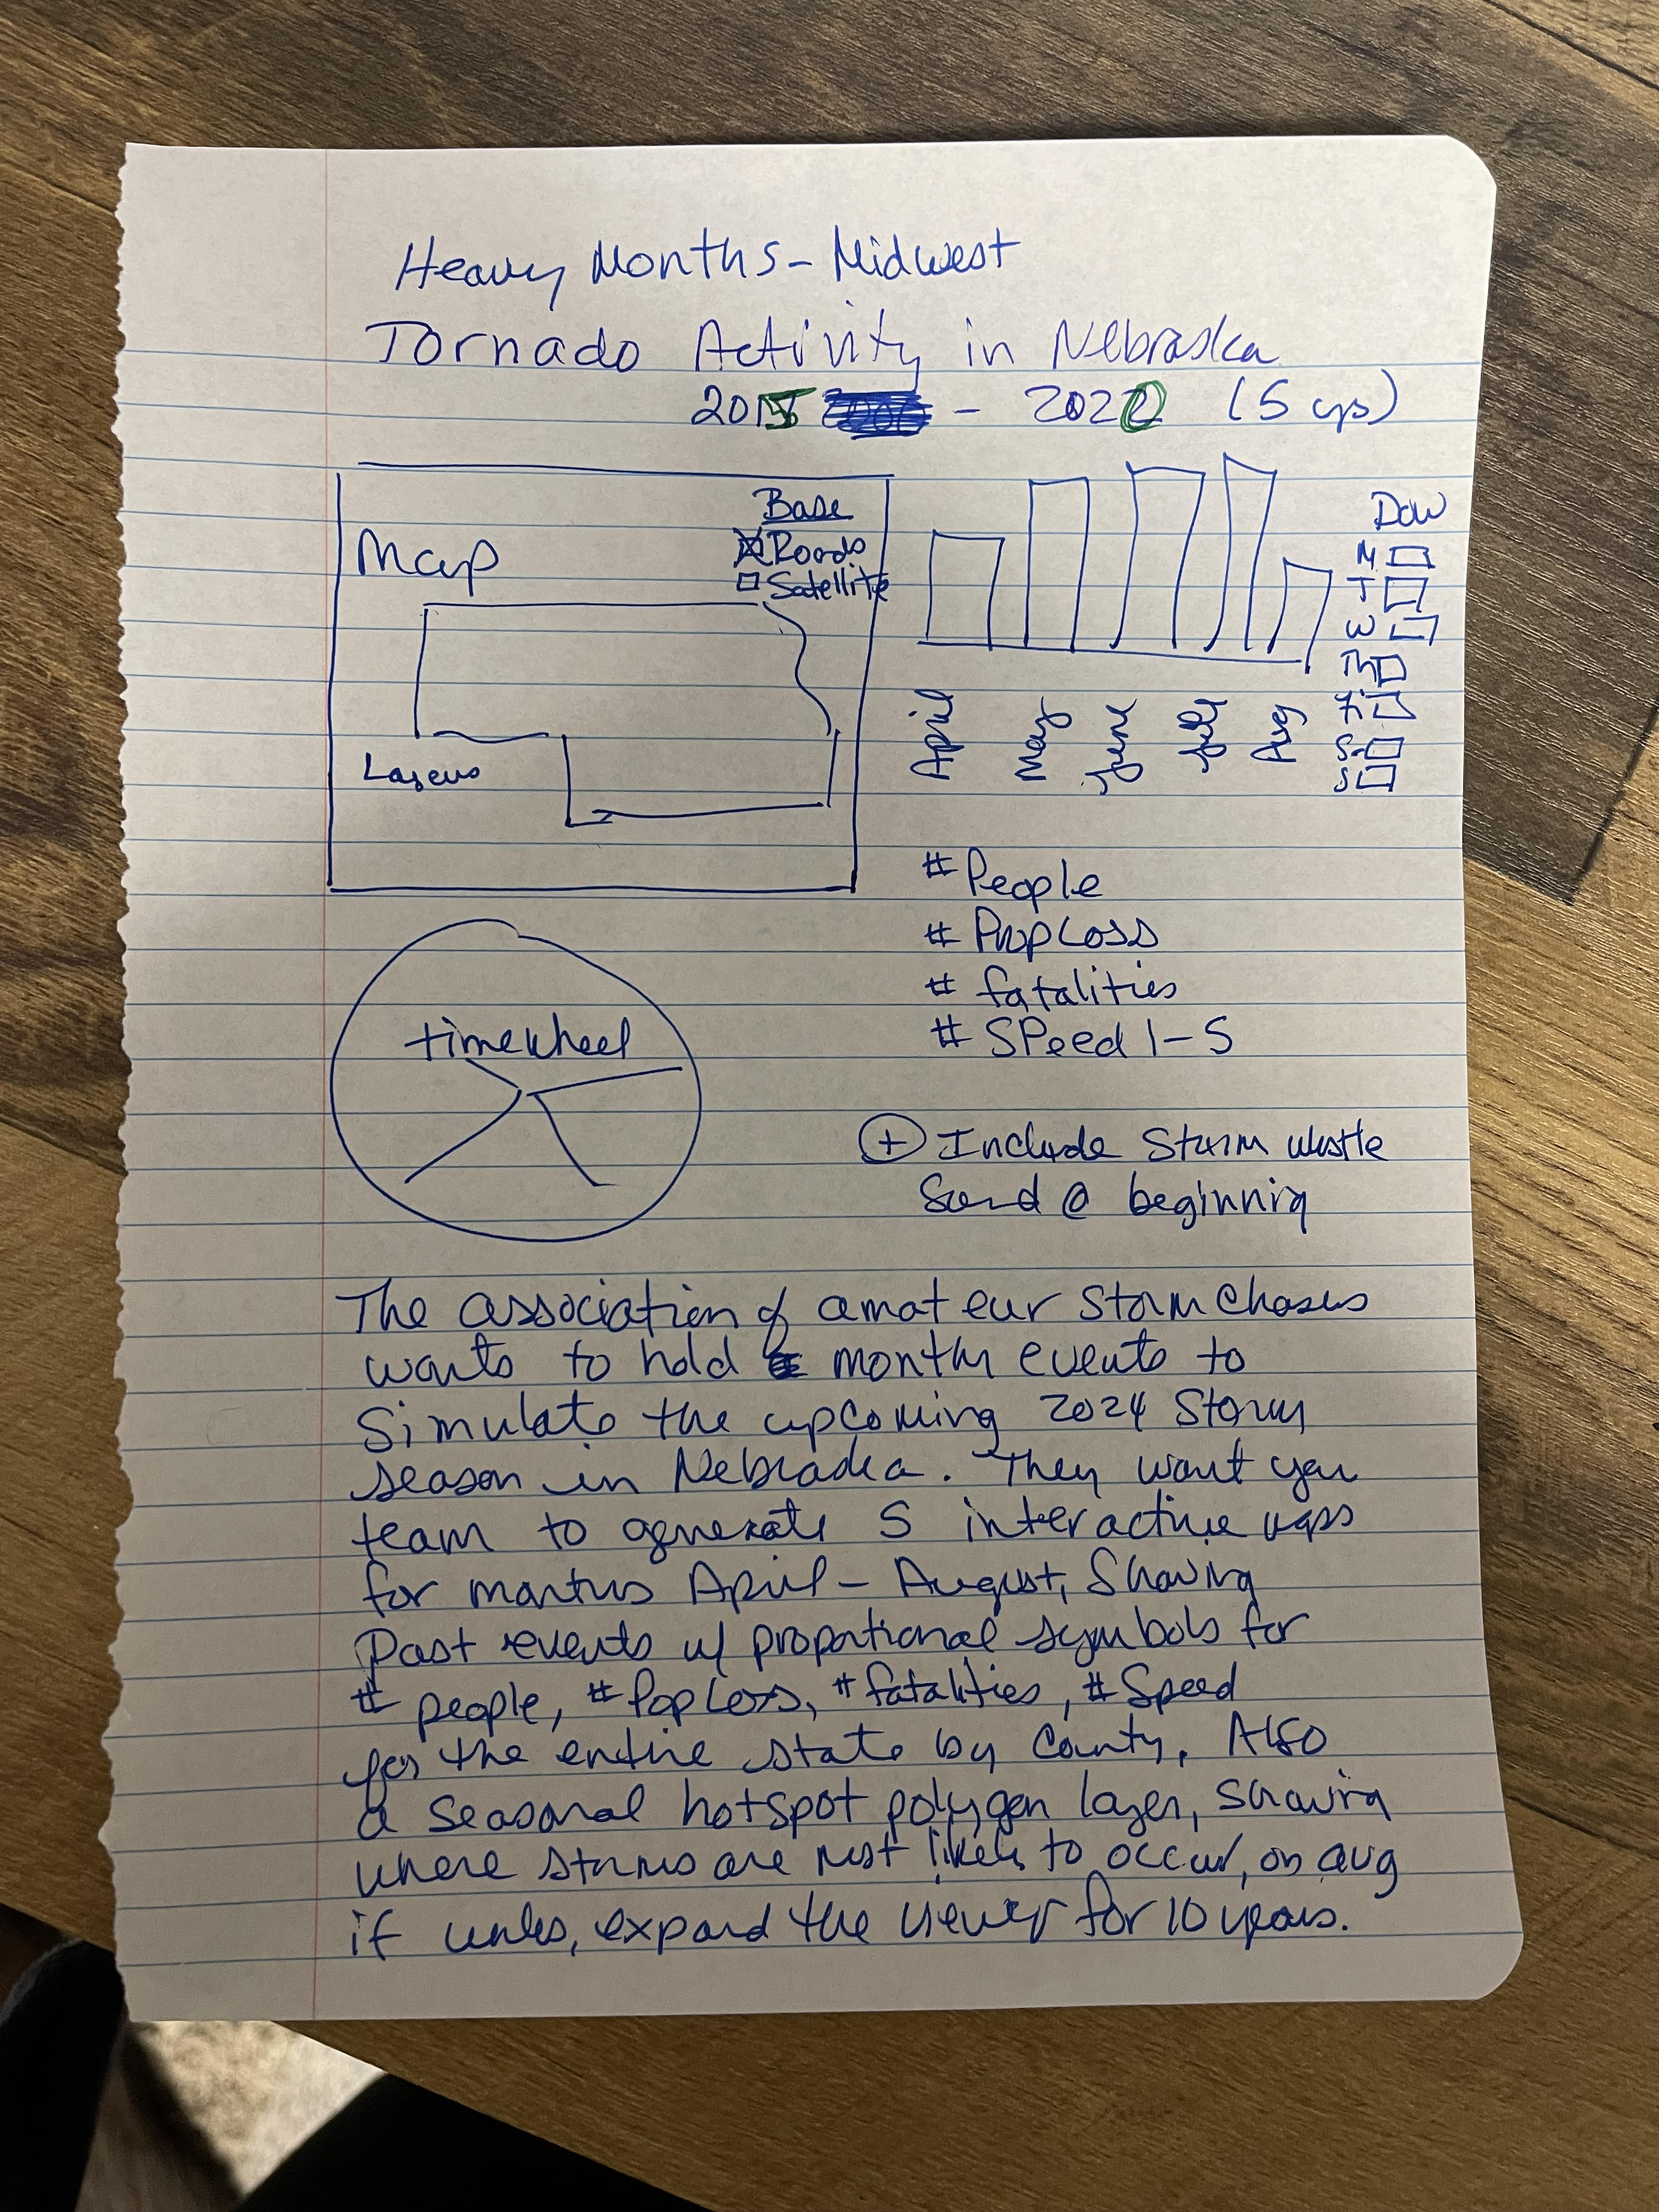 Heavy Months - Midwest
Tornado Activity in Nebraska
2015 - 2020 (5 yrs)
Base
Roads
Satellite
Map
Layers
DOW
M
T
W
Th
F
S
S
April
May
June
July
Aug
# People
# Prop Loss
# fatalities
# Speed 1-5
timewheel
+ Include Storm whistle
Sound @ beginning
The association of amateur Storm Chasers
wants to hold month events to
Simulate the upcoming 2024 Storm
season in Nebraska. They want you
team to generate 5 interactive maps
for months April - August, Showing
Past events w/ proportional symbols for
# people, # Prop Loss, # fatalities, # Speed
for the entire state by County. Also
a seasonal hotspot polygon layer, showing
where storms are most likely to occur, on avg
if, expand the viewer for 10 years.